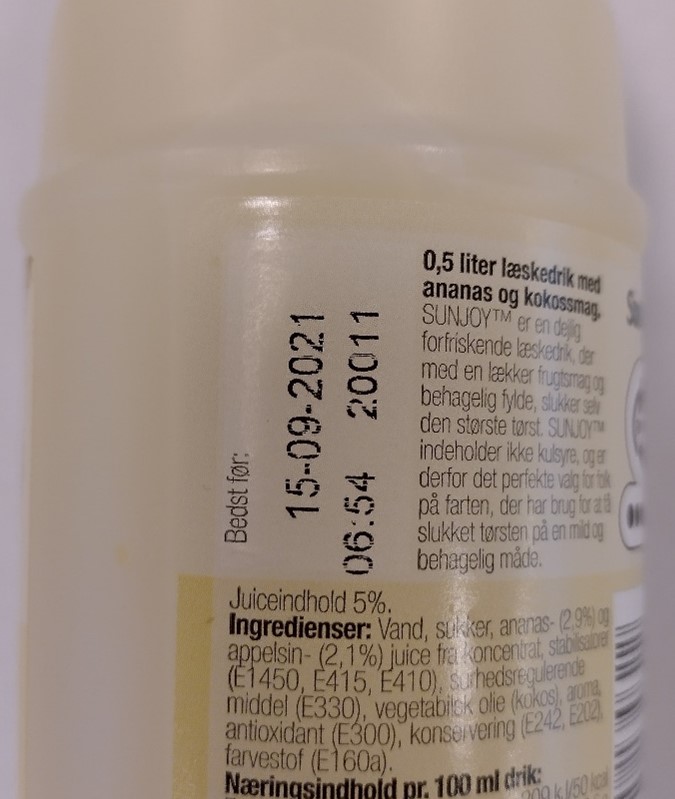 Bedst før:
15-09-2021
06:54 20011
0,5 liter læskedrik med
ananas og kokossmag.
SUNJOY™ er en dejlig
forfriskende læskedrik, der
med en lækker frugtsmag og
behagelig fylde, slukker selv
den største tørst. SUNJOY™
indeholder ikke kulsyre, og er
derfor det perfekte valg for folk
på farten, der har brug for at få
slukket tørsten på en mild og
behagelig måde.
Juiceindhold 5%.
Ingredienser: Vand, sukker, ananas- (2,9%) og
appelsin- (2,1%) juice fra koncentrat, stabilisatorer
(E1450, E415, E410), surhedsregulerende
middel (E330), vegetabilsk olie (kokos), aroma,
antioxidant (E300), konservering (E242, E202),
farvestof (E160a).
Næringsindhold pr. 100 ml drik:
209 kJ/50 kcal